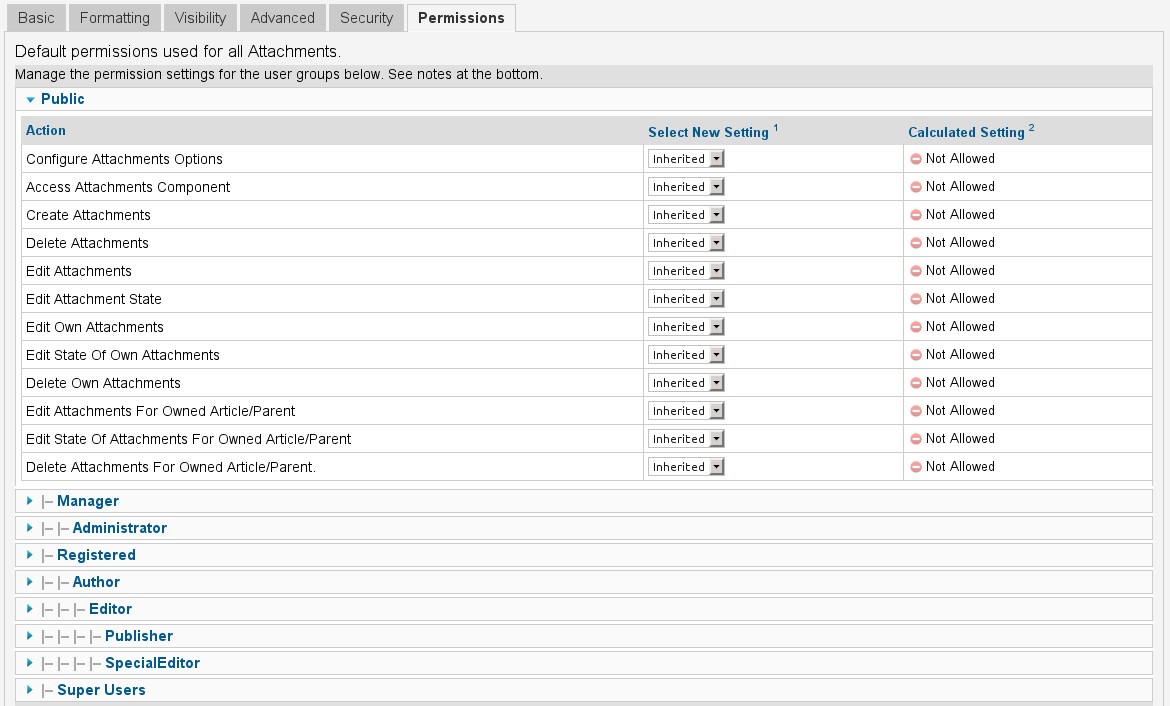 Basic Formatting Visibility Advanced Security Permissions
Default permissions used for all Attachments.
Manage the permission settings for the user groups below. See notes at the bottom.
Public
Action Select New Setting 1 Calculated Setting 2
Configure Attachments Options Inherited Not Allowed
Access Attachments Component Inherited Not Allowed
Create Attachments Inherited Not Allowed
Delete Attachments Inherited Not Allowed
Edit Attachments Inherited Not Allowed
Edit Attachment State Inherited Not Allowed
Edit Own Attachments Inherited Not Allowed
Edit State Of Own Attachments Inherited Not Allowed
Delete Own Attachments Inherited Not Allowed
Edit Attachments For Owned Article/Parent Inherited Not Allowed
Edit State Of Attachments For Owned Article/Parent Inherited Not Allowed
Delete Attachments For Owned Article/Parent. Inherited Not Allowed
|– Manager
|– |– Administrator
|– Registered
|– |– Author
|– |– |– Editor
|– |– |– |– Publisher
|– |– |– |– SpecialEditor
|– Super Users